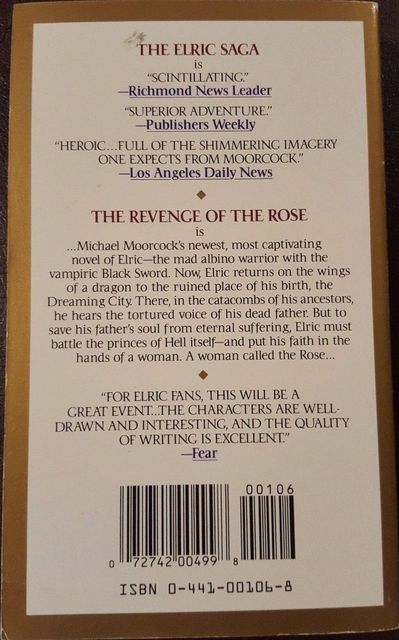 THE ELRIC SAGA
is
"SCINTILLATING."
—Richmond News Leader
"SUPERIOR ADVENTURE."
—Publishers Weekly
"HEROIC...FULL OF THE SHIMMERING IMAGERY
ONE EXPECTS FROM MOORCOCK."
—Los Angeles Daily News
THE REVENGE OF THE ROSE
is
...Michael Moorcock's newest, most captivating
novel of Elric—the mad albino warrior with the
vampiric Black Sword. Now, Elric returns on the wings
of a dragon to the ruined place of his birth, the
Dreaming City. There, in the catacombs of his ancestors,
he hears the tortured voice of his dead father. But to
save his father's soul from eternal suffering, Elric must
battle the princes of Hell itself—and put his faith in the
hands of a woman. A woman called the Rose...
"FOR ELRIC FANS, THIS WILL BE A
GREAT EVENT...THE CHARACTERS ARE WELL-
DRAWN AND INTERESTING, AND THE QUALITY
OF WRITING IS EXCELLENT."
—Fear
00106
0 72742 00499 8
ISBN 0-441-00106-8